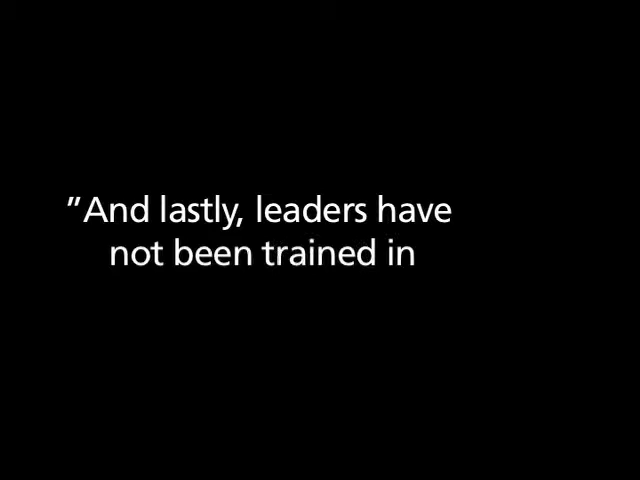 ”And lastly, leaders have
not been trained in